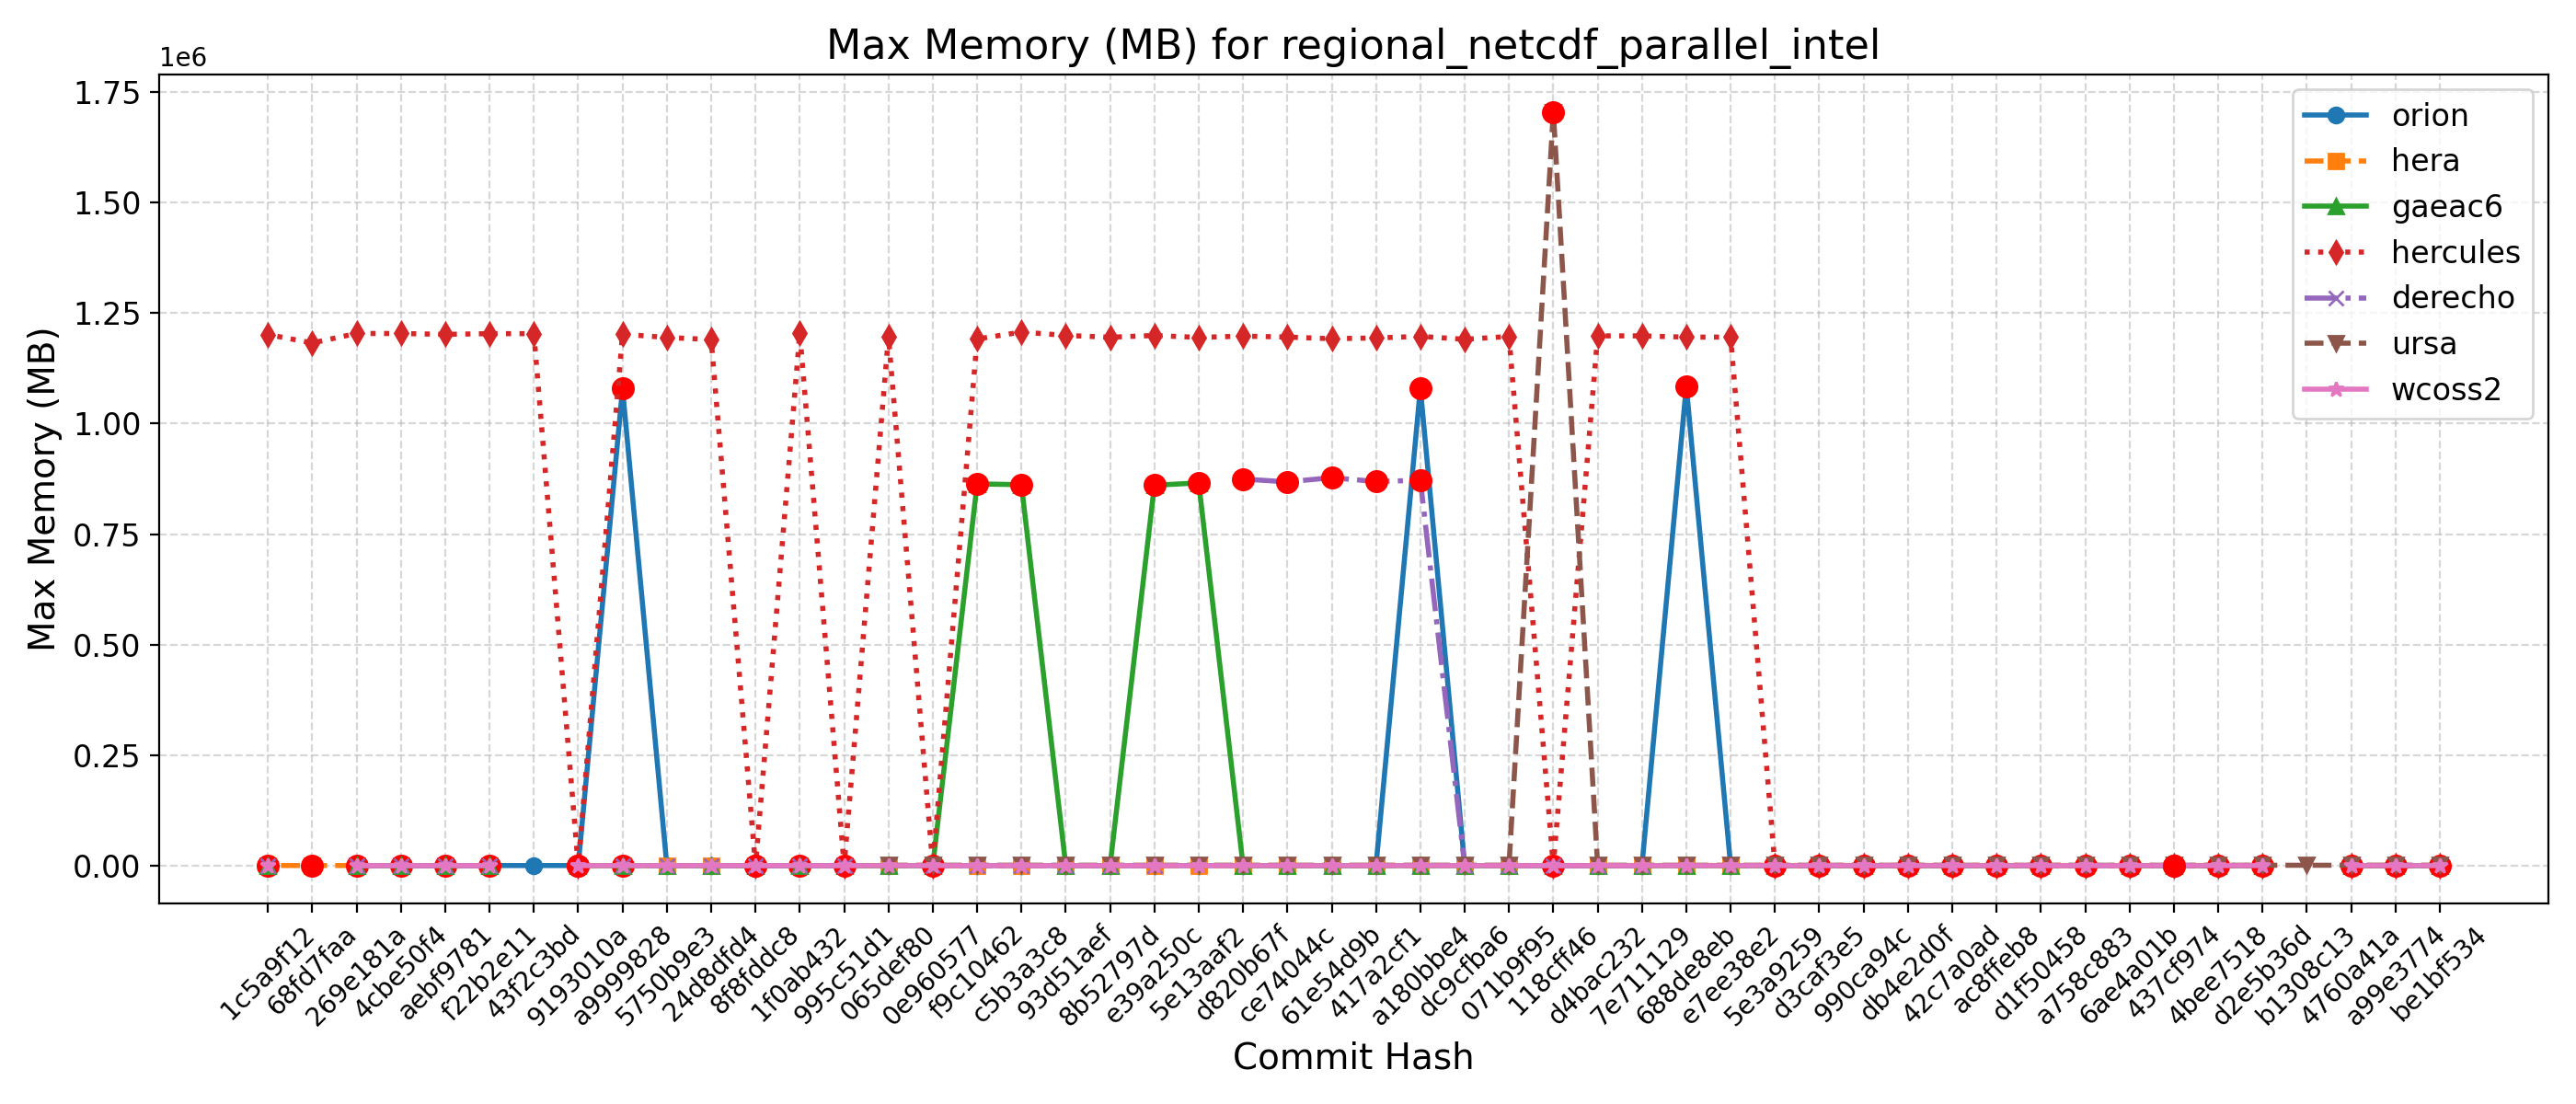 Max Memory (MB) for regional_netcdf_parallel_intel
1e6
1.75
1.50
1.25
1.00
0.75
0.50
0.25
0.00
Max Memory (MB)
orion
hera
gaeac6
hercules
derecho
ursa
wcoss2
1c5a9f12
68fd7faa
269e181a
4cbe50f4
aebf9781
f22b2e11
43f2c3bd
9193010a
a9999828
5750b9e3
24d8dfd4
8f8fddc8
1f0ab432
995c51d1
065def80
0e960577
f9c10462
c5b3a3c8
93d51aef
8b52797d
e39a250c
5e13aaf2
d820b67f
ce74044c
61e54d9b
417a2cf1
a180bbe4
dc9cfba6
071b9f95
118cff46
d4bac232
7e711129
688de8eb
e7ee38e2
5e3a9259
d3caf3e5
990ca94c
db4e2d0f
42c7a0ad
ac8ffeb8
d1f50458
a758c883
6ae4a01b
437cf974
4bee7518
d2e5b36d
b1308c13
4760a41a
a99e3774
be1bf534
Commit Hash